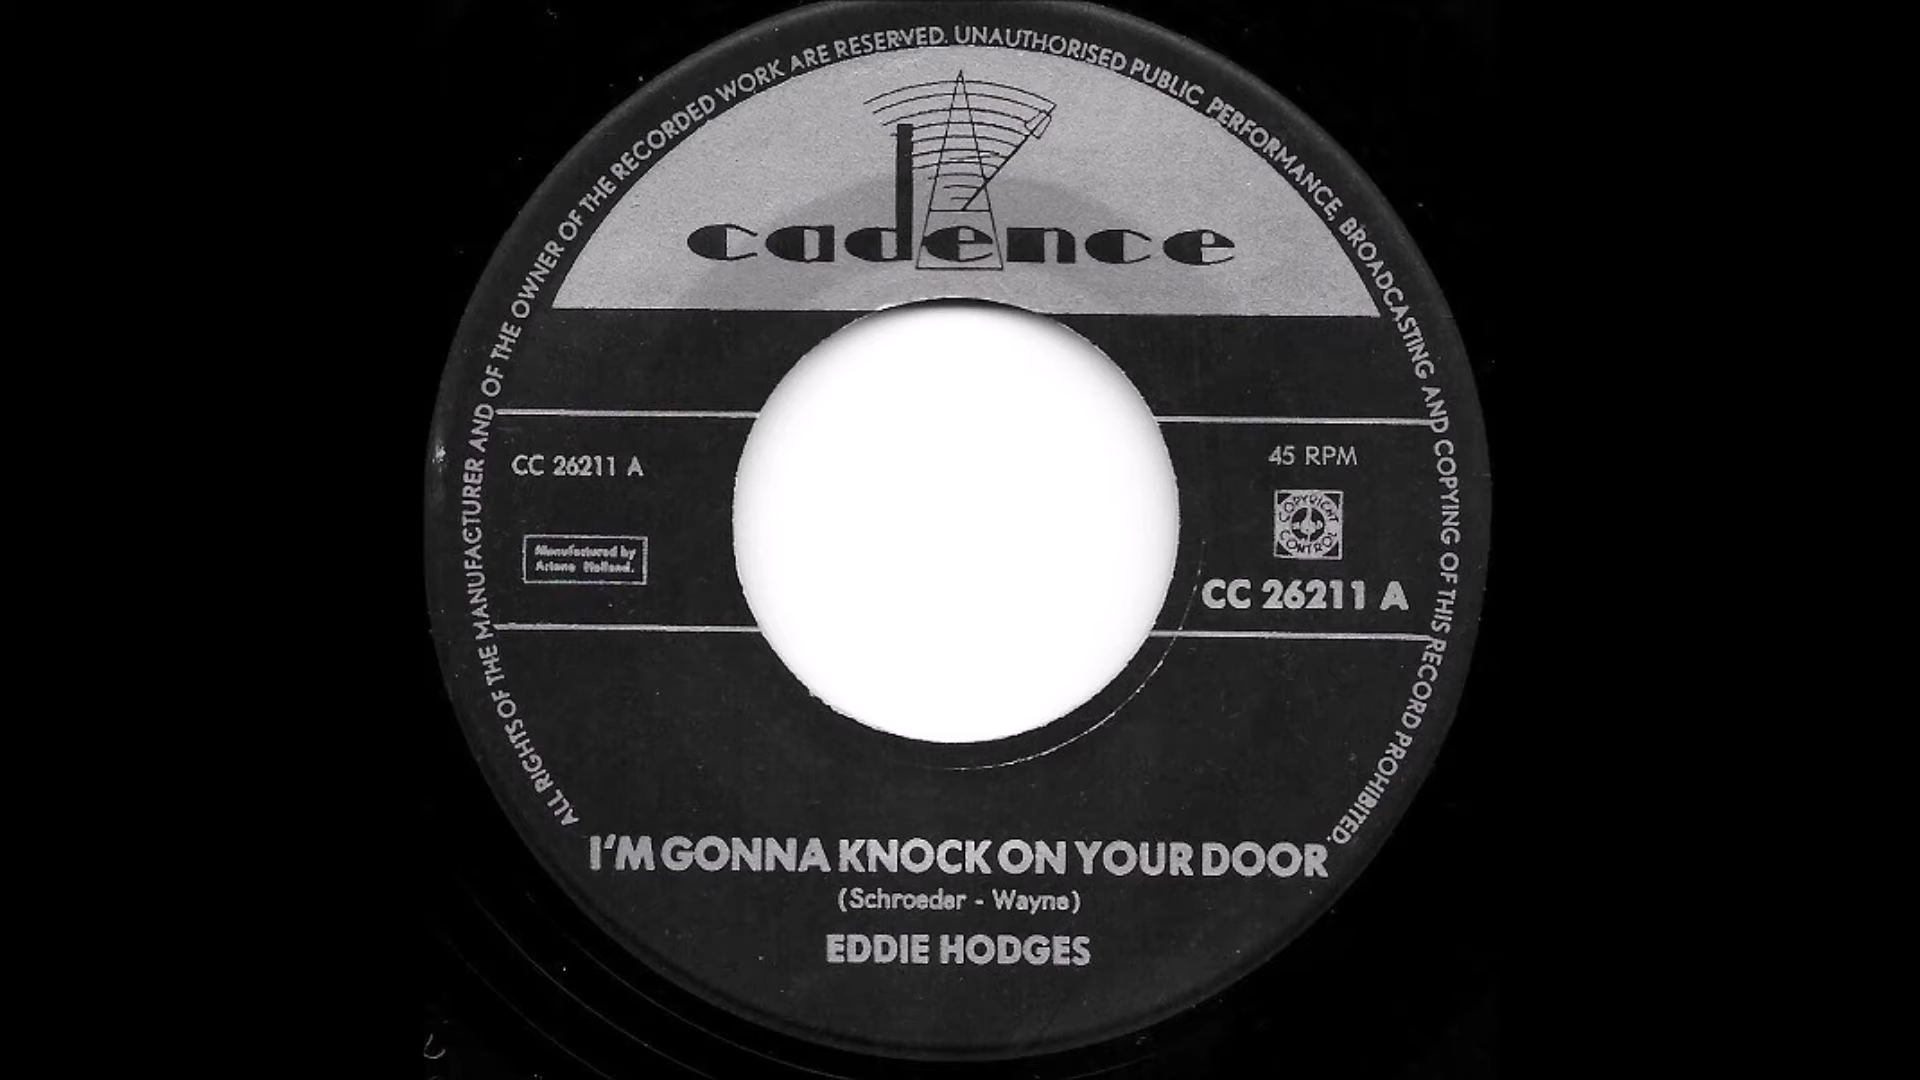 ALL RIGHTS OF THE MANUFACTURER AND OF THE OWNER OF THE RECORDED WORK ARE RESERVED. UNAUTHORISED PUBLIC PERFORMANCE, BROADCASTING AND COPYING OF THIS RECORD PROHIBITED.
cadence
CC 26211 A
45 RPM
COPYRIGHT
CONTROL
Manufactured by
Artone Holland.
CC 26211 A
I'M GONNA KNOCK ON YOUR DOOR
(Schroeder - Wayne)
EDDIE HODGES